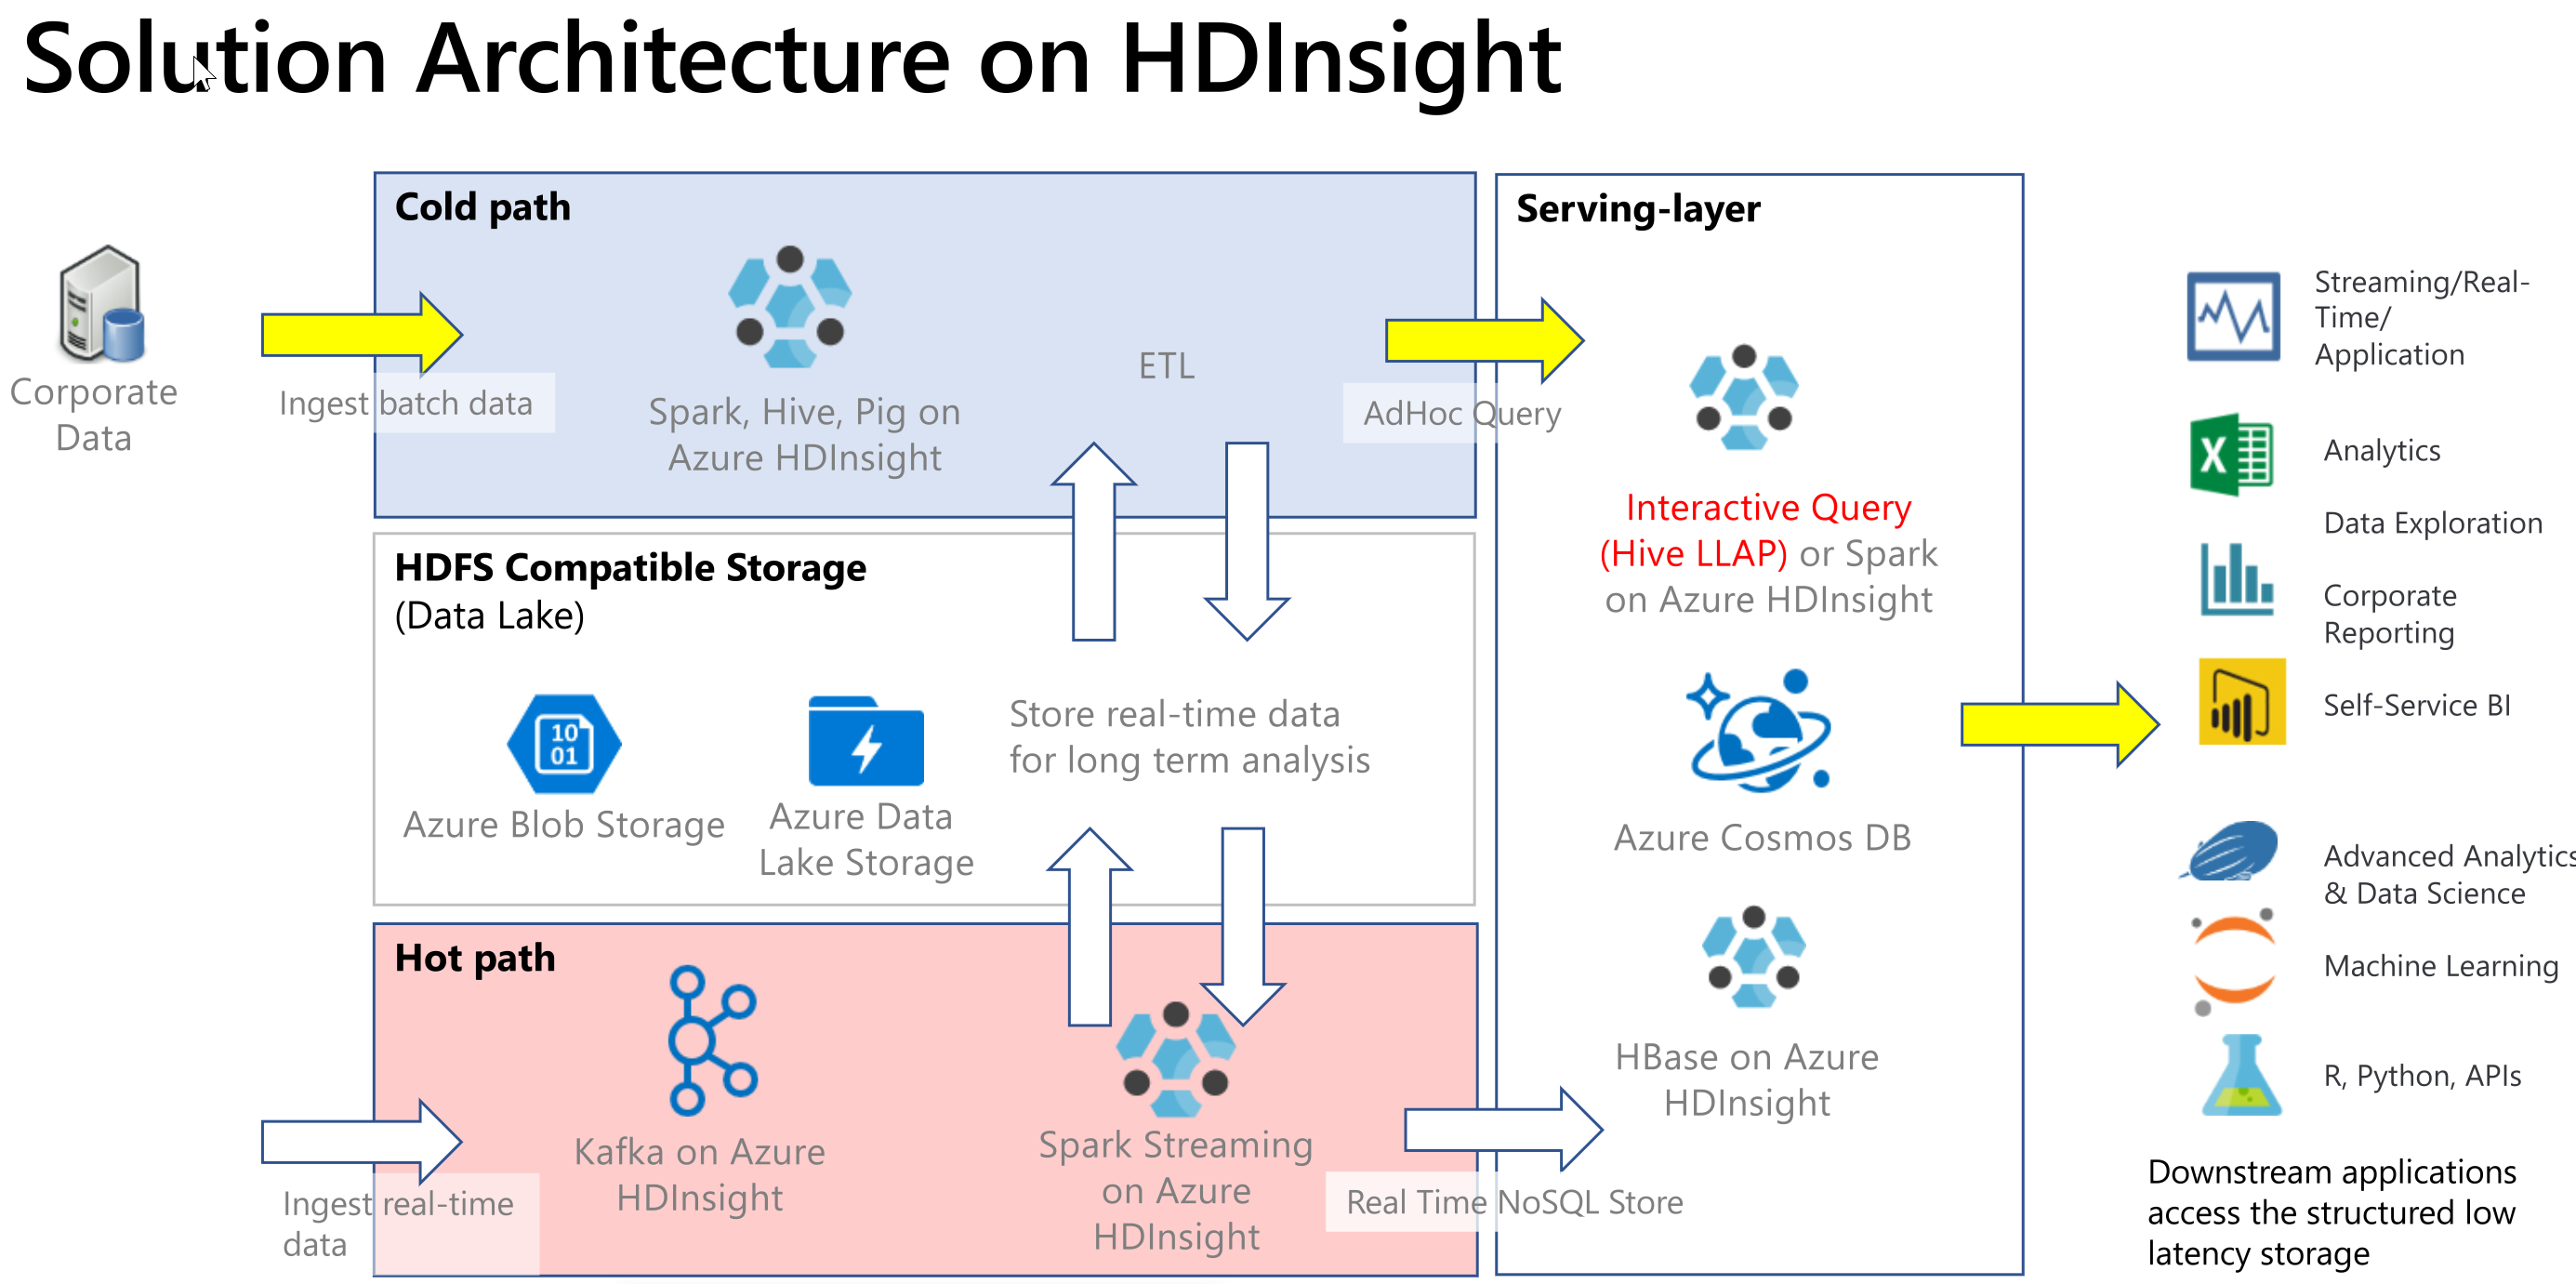 Solution Architecture on HDInsight
Corporate
Data
Ingest batch data
Cold path
Spark, Hive, Pig on
Azure HDInsight
ETL
AdHoc Query
HDFS Compatible Storage
(Data Lake)
10
01
Azure Blob Storage
Azure Data
Lake Storage
Store real-time data
for long term analysis
Hot path
Ingest real-time
data
Kafka on Azure
HDInsight
Spark Streaming
on Azure
HDInsight
Real Time NoSQL Store
Serving-layer
Interactive Query
(Hive LLAP) or Spark
on Azure HDInsight
Azure Cosmos DB
HBase on Azure
HDInsight
Streaming/Real-
Time/
Application
X
Analytics
Data Exploration
Corporate
Reporting
Self-Service BI
Advanced Analytics
& Data Science
Machine Learning
R, Python, APIs
Downstream applications
access the structured low
latency storage